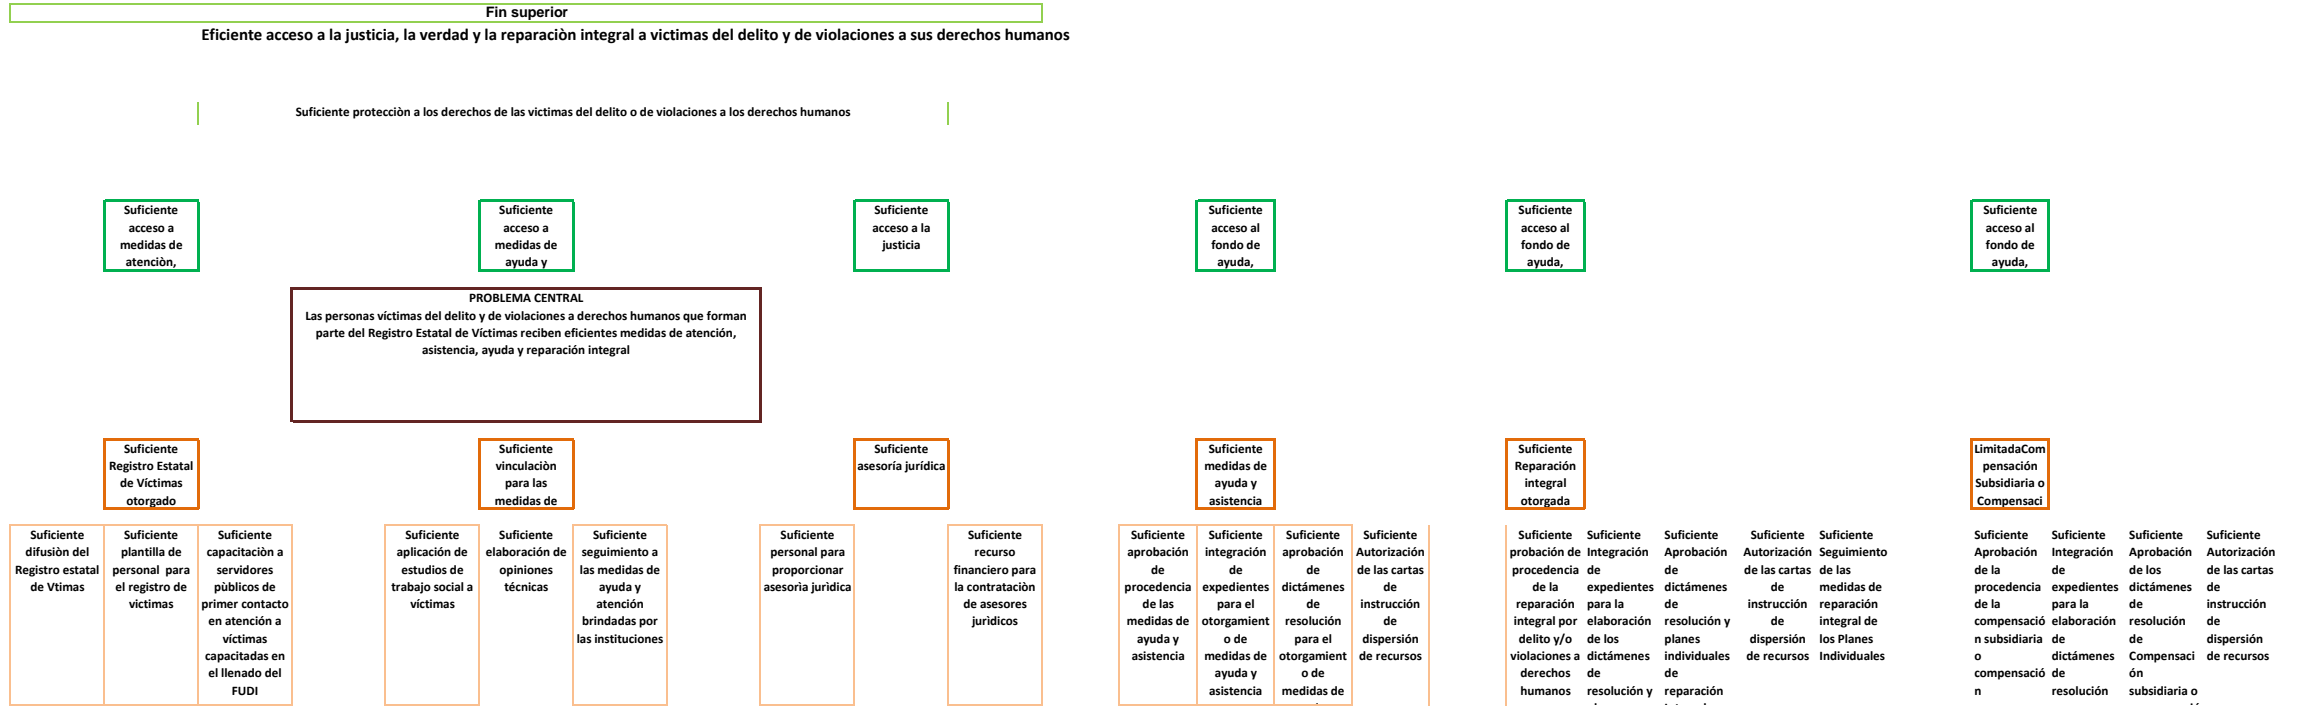 Fin superior
Eficiente acceso a la justicia, la verdad y la reparaciòn integral a victimas del delito y de violaciones a sus derechos humanos
Suficiente protecciòn a los derechos de las victimas del delito o de violaciones a los derechos humanos
Suficiente
acceso a
medidas de
atenciòn,
Suficiente
acceso a
medidas de
ayuda y
Suficiente
acceso a la
justicia
Suficiente
acceso al
fondo de
ayuda,
Suficiente
acceso al
fondo de
ayuda,
Suficiente
acceso al
fondo de
ayuda,
PROBLEMA CENTRAL
Las personas víctimas del delito y de violaciones a derechos humanos que forman
parte del Registro Estatal de Víctimas reciben eficientes medidas de atención,
asistencia, ayuda y reparación integral
Suficiente
Registro Estatal
de Víctimas
otorgado
Suficiente
vinculaciòn
para las
medidas de
Suficiente
asesoría jurídica
Suficiente
medidas de
ayuda y
asistencia
Suficiente
Reparación
integral
otorgada
LimitadaCom
pensación
Subsidiaria o
Compensaci
Suficiente
difusiòn del
Registro estatal
de Vtimas
Suficiente
plantilla de
personal para
el registro de
victimas
Suficiente
capacitaciòn a
servidores
pùblicos de
primer contacto
en atención a
víctimas
capacitadas en
el llenado del
FUDI
Suficiente
aplicación de
estudios de
trabajo social a
víctimas
Suficiente
elaboración de
opiniones
técnicas
Suficiente
seguimiento a
las medidas de
ayuda y
atención
brindadas por
las instituciones
Suficiente
personal para
proporcionar
asesorìa jurìdica
Suficiente
recurso
financiero para
la contrataciòn
de asesores
jurìdicos
Suficiente
aprobación
de
procedencia
de las
medidas de
ayuda y
asistencia
Suficiente
integración
de
expedientes
para el
otorgamient
o de
medidas de
ayuda y
asistencia
Suficiente
aprobación
de
dictámenes
de
resolución
para el
otorgamient
o de
medidas de
Suficiente
Autorización
de las cartas
de
instrucción
de
dispersión
de recursos
Suficiente
probación de
procedencia
de la
reparación
integral por
delito y/o
violaciones a
derechos
humanos
Suficiente
Integración
de
expedientes
para la
elaboración
de los
dictámenes
de
resolución y
Suficiente
Aprobación
de
dictámenes
de
resolución y
planes
individuales
de
reparación
Suficiente
Autorización
de las cartas
de
instrucción
de
dispersión
de recursos
Suficiente
Seguimiento
de las
medidas de
reparación
integral de
los Planes
Individuales
Suficiente
Aprobación
de la
procedencia
de la
compensació
n subsidiaria
o
compensació
n
Suficiente
Integración
de
expedientes
para la
elaboración
de
dictámenes
de
resolución
Suficiente
Aprobación
de los
dictámenes
de
resolución
de
Compensaci
ón
subsidiaria o
Suficiente
Autorización
de las cartas
de
instrucción
de
dispersión
de recursos